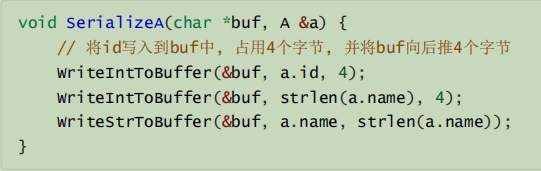 void SerializeA(char *buf, A &a) {
// 将id写入到buf中, 占用4个字节, 并将buf向后推4个字节
WriteIntToBuffer(&buf, a.id, 4);
WriteIntToBuffer(&buf, strlen(a.name), 4);
WriteStrToBuffer(&buf, a.name, strlen(a.name));
}